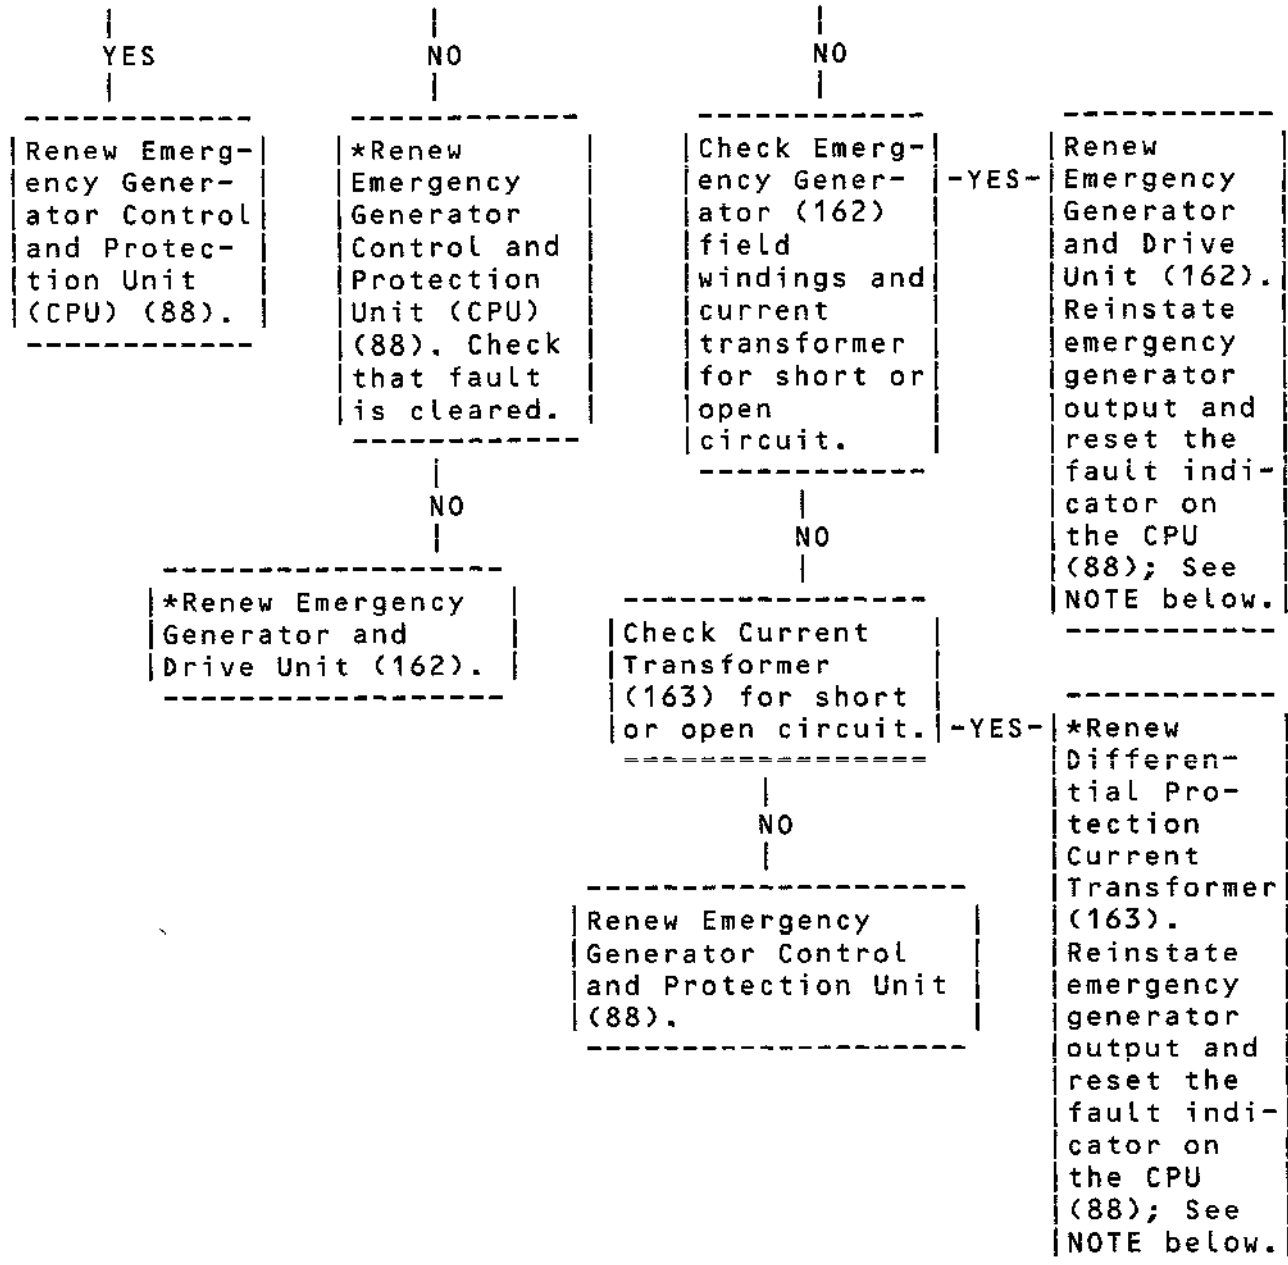 YES
NO
NO
Renew Emerg-
ency Gener-
ator Control
and Protec-
tion Unit
(CPU) (88).
*Renew
Emergency
Generator
Control and
Protection
Unit (CPU)
(88). Check
that fault
is cleared.
Check Emerg-
ency Gener-
ator (162)
field
windings and
current
transformer
for short or
open
circuit.
-YES-
Renew
Emergency
Generator
and Drive
Unit (162).
Reinstate
emergency
generator
output and
reset the
fault indi-
cator on
the CPU
(88); See
NOTE below.
NO
*Renew Emergency
Generator and
Drive Unit (162).
NO
Check Current
Transformer
(163) for short
or open circuit.
-YES-
*Renew
Differen-
tial Pro-
tection
Current
Transformer
(163).
Reinstate
emergency
generator
output and
reset the
fault indi-
cator on
the CPU
(88); See
NOTE below.
NO
Renew Emergency
Generator Control
and Protection Unit
(88).